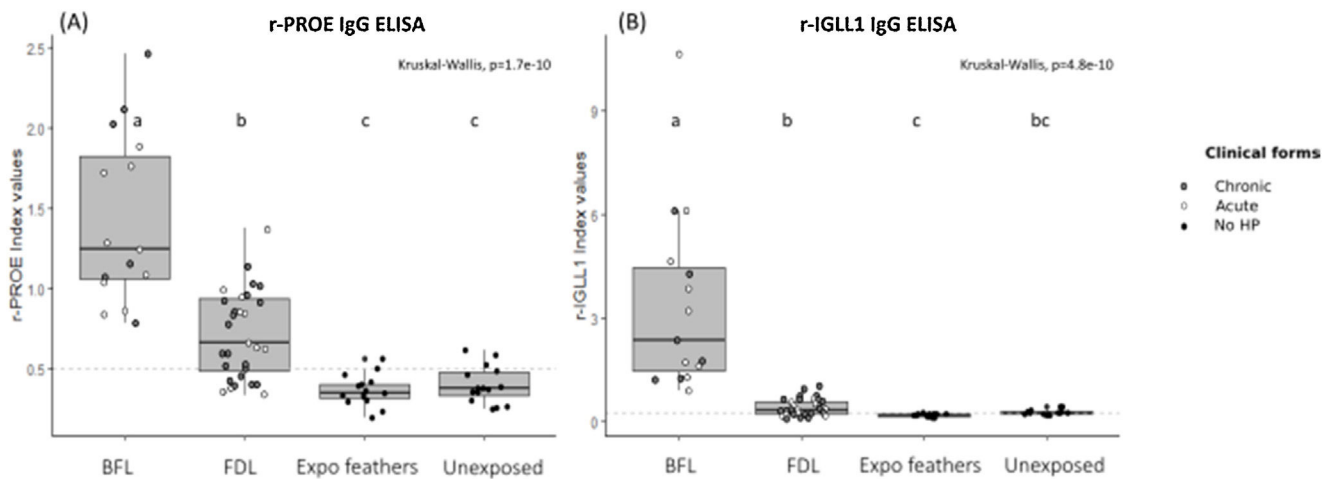 (A)
r-PROE IgG ELISA
Kruskal-Wallis, p=1.7e-10
r-PROE Index values
2.5
2.0
1.5
1.0
0.5
a
b
c
c
BFL
FDL
Expo feathers
Unexposed
(B)
r-IGLL1 IgG ELISA
Kruskal-Wallis, p=4.8e-10
r-IGLL1 Index values
9
6
3
0
a
b
c
bc
BFL
FDL
Expo feathers
Unexposed
Clinical forms
Chronic
Acute
No HP